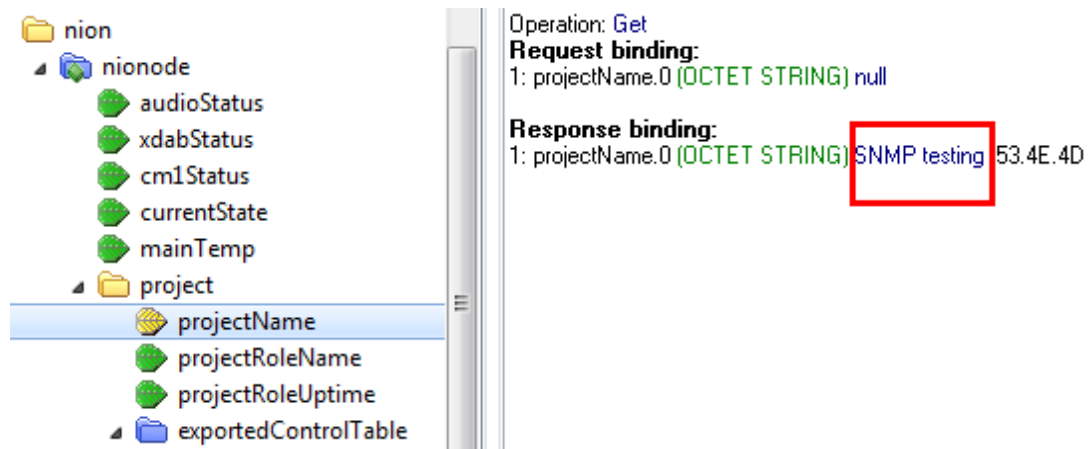 nion
nionode
audioStatus
xdabStatus
cm1Status
currentState
mainTemp
project
projectName
projectRoleName
projectRoleUptime
exportedControlTable
Operation: Get
Request binding:
1: projectName.0 (OCTET STRING) null
Response binding:
1: projectName.0 (OCTET STRING) SNMP testing 53.4E.4D